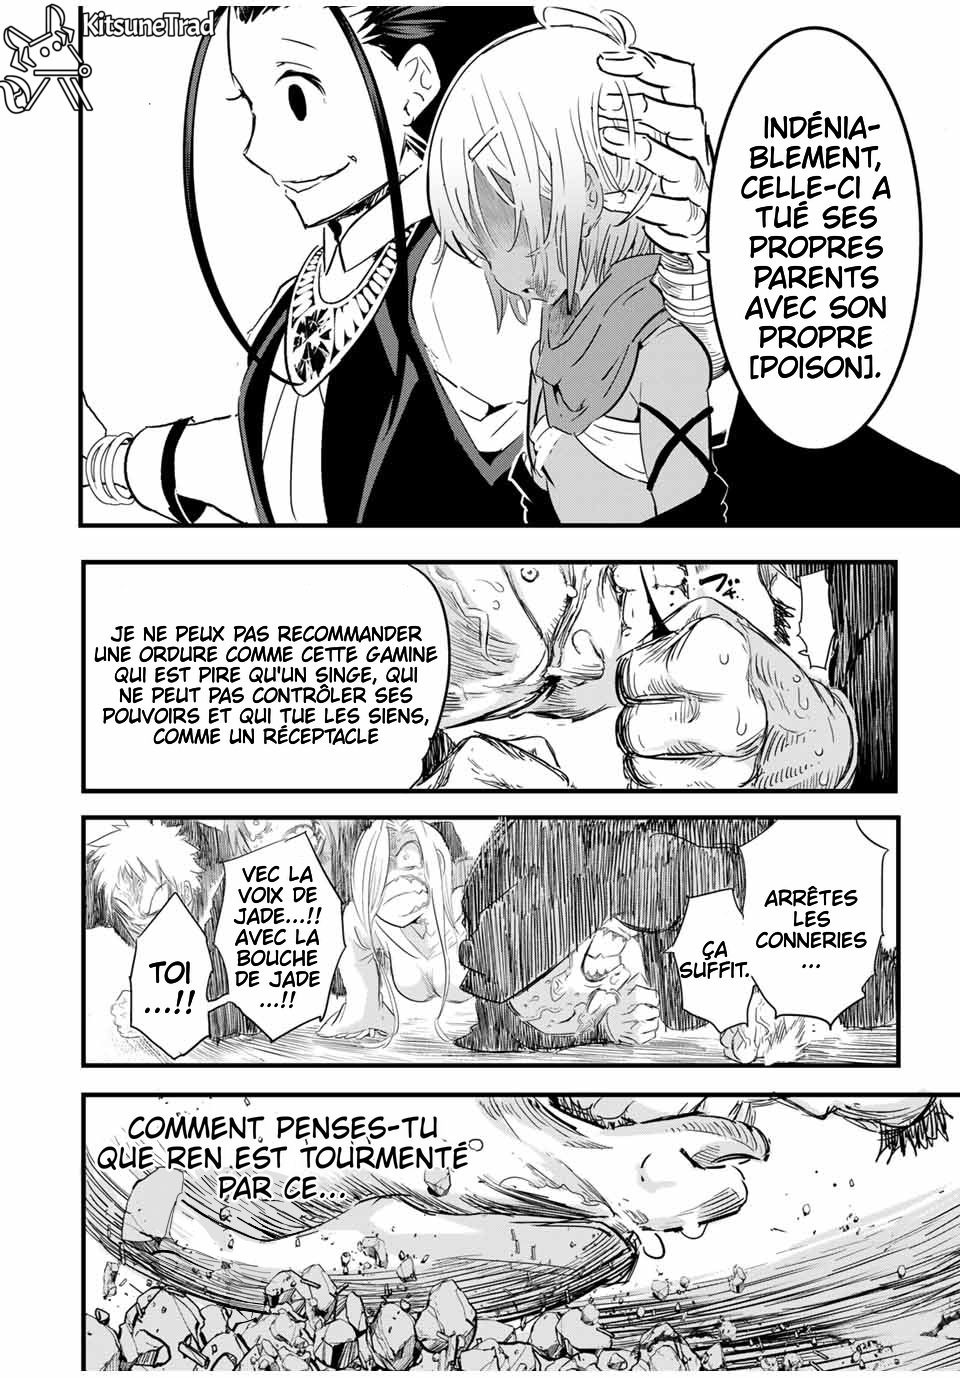 KitsuneTrad
INDÉNIA-
BLEMENT,
CELLE-CI A
TUÉ SES
PROPRES
PARENTS
AVEC SON
PROPRE
[POISON].
JE NE PEUX PAS RECOMMANDER
UNE ORDURE COMME CETTE GAMINE
QUI EST PIRE QU'UN SINGE, QUI
NE PEUT PAS CONTRÔLER SES
POUVOIRS ET QUI TUE LES SIENS,
COMME UN RÉCEPTACLE
ブギ
ARRÊTES
LES
CONNERIES
...
ÇA
SUFFIT.
VEC LA
VOIX DE
JADE...!!
AVEC LA
BOUCHE
DE JADE
...!!
TOI
...!!
COMMENT PENSES-TU
QUE REN EST TOURMENTÉ
PAR CE...